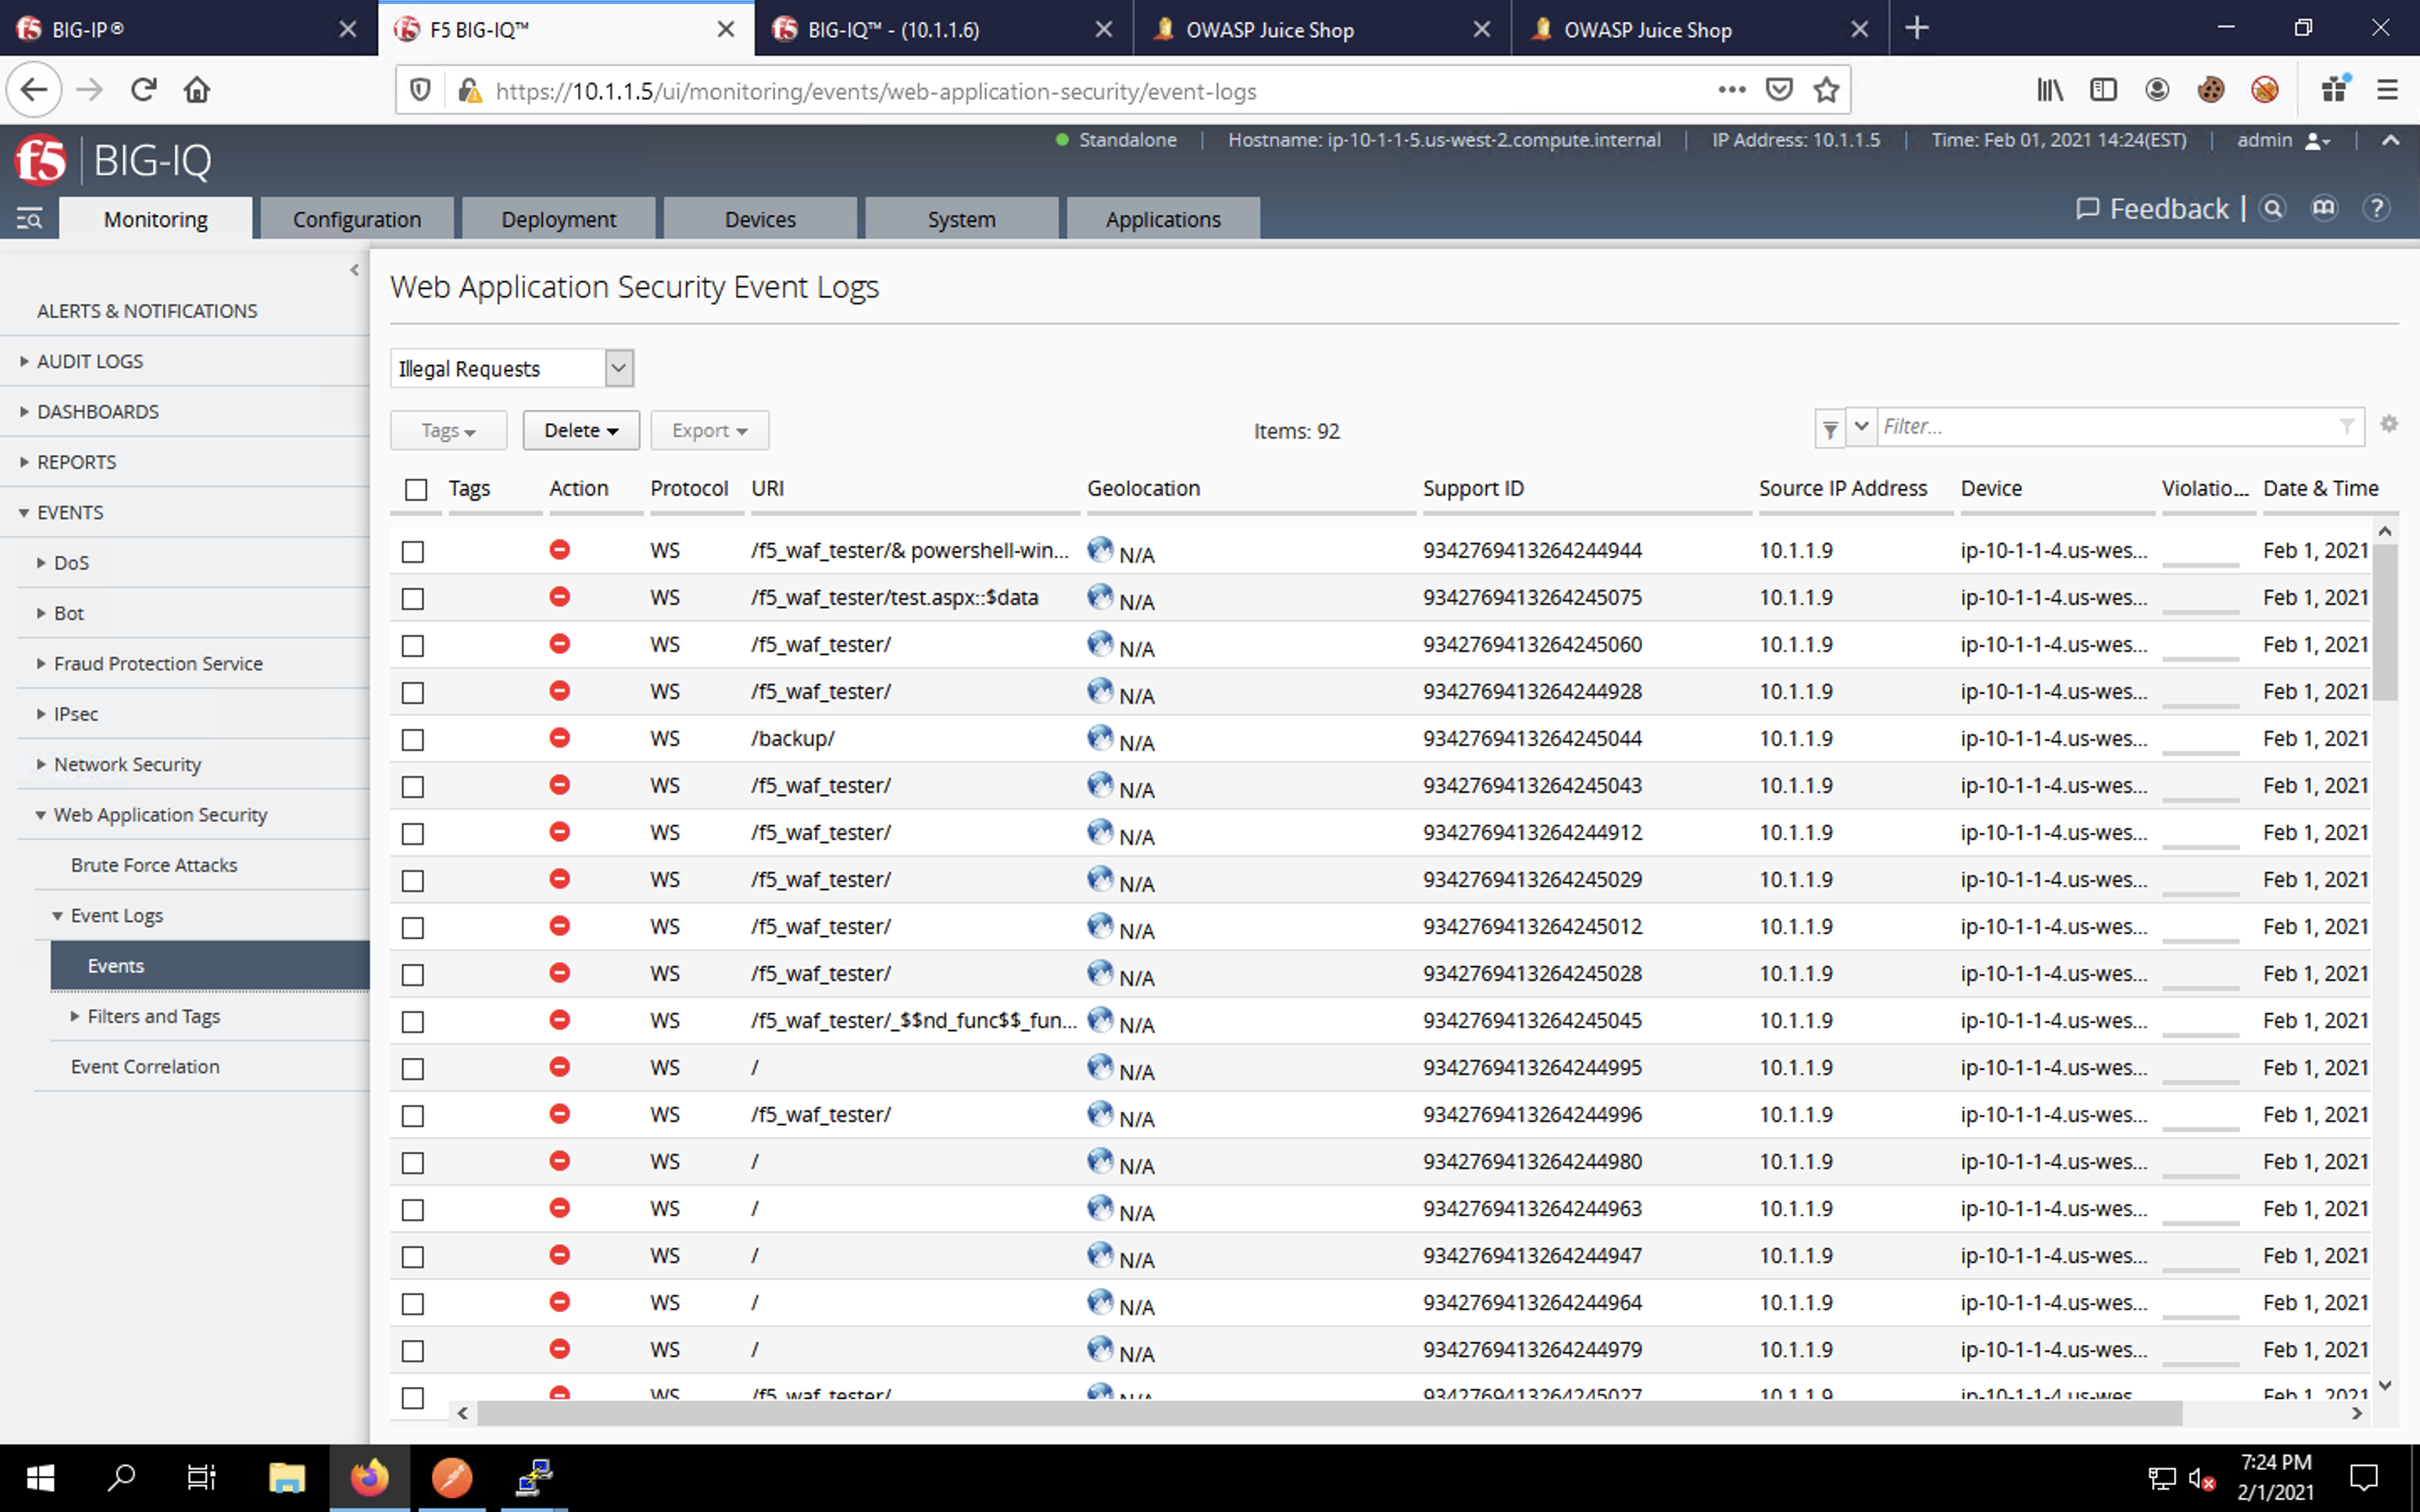 BIG-IP® F5 BIG-IQ™ BIG-IQ™ - (10.1.1.6) OWASP Juice Shop OWASP Juice Shop
https://10.1.1.5/ui/monitoring/events/web-application-security/event-logs
Standalone | Hostname: ip-10-1-1-5.us-west-2.compute.internal | IP Address: 10.1.1.5 | Time: Feb 01, 2021 14:24(EST) | admin
f5 BIG-IQ
Monitoring Configuration Deployment Devices System Applications Feedback | ?
ALERTS & NOTIFICATIONS
AUDIT LOGS
DASHBOARDS
REPORTS
EVENTS
DoS
Bot
Fraud Protection Service
IPsec
Network Security
Web Application Security
Brute Force Attacks
Event Logs
Events
Filters and Tags
Event Correlation
Web Application Security Event Logs
Illegal Requests
Tags Delete Export Items: 92 Filter...
Tags Action Protocol URI Geolocation Support ID Source IP Address Device Violatio... Date & Time
WS /f5_waf_tester/& powershell-win... N/A 9342769413264244944 10.1.1.9 ip-10-1-1-4.us-wes... Feb 1, 2021
WS /f5_waf_tester/test.aspx::$data N/A 9342769413264245075 10.1.1.9 ip-10-1-1-4.us-wes... Feb 1, 2021
WS /f5_waf_tester/ N/A 9342769413264245060 10.1.1.9 ip-10-1-1-4.us-wes... Feb 1, 2021
WS /f5_waf_tester/ N/A 9342769413264244928 10.1.1.9 ip-10-1-1-4.us-wes... Feb 1, 2021
WS /backup/ N/A 9342769413264245044 10.1.1.9 ip-10-1-1-4.us-wes... Feb 1, 2021
WS /f5_waf_tester/ N/A 9342769413264245043 10.1.1.9 ip-10-1-1-4.us-wes... Feb 1, 2021
WS /f5_waf_tester/ N/A 9342769413264244912 10.1.1.9 ip-10-1-1-4.us-wes... Feb 1, 2021
WS /f5_waf_tester/ N/A 9342769413264245029 10.1.1.9 ip-10-1-1-4.us-wes... Feb 1, 2021
WS /f5_waf_tester/ N/A 9342769413264245012 10.1.1.9 ip-10-1-1-4.us-wes... Feb 1, 2021
WS /f5_waf_tester/ N/A 9342769413264245028 10.1.1.9 ip-10-1-1-4.us-wes... Feb 1, 2021
WS /f5_waf_tester/_$$nd_func$$_fun... N/A 9342769413264245045 10.1.1.9 ip-10-1-1-4.us-wes... Feb 1, 2021
WS / N/A 9342769413264244995 10.1.1.9 ip-10-1-1-4.us-wes... Feb 1, 2021
WS /f5_waf_tester/ N/A 9342769413264244996 10.1.1.9 ip-10-1-1-4.us-wes... Feb 1, 2021
WS / N/A 9342769413264244980 10.1.1.9 ip-10-1-1-4.us-wes... Feb 1, 2021
WS / N/A 9342769413264244963 10.1.1.9 ip-10-1-1-4.us-wes... Feb 1, 2021
WS / N/A 9342769413264244947 10.1.1.9 ip-10-1-1-4.us-wes... Feb 1, 2021
WS / N/A 9342769413264244964 10.1.1.9 ip-10-1-1-4.us-wes... Feb 1, 2021
WS / N/A 9342769413264244979 10.1.1.9 ip-10-1-1-4.us-wes... Feb 1, 2021
WS /f5_waf_tester/ N/A 9342769413264245027 10.1.1.9 ip-10-1-1-4.us-wes... Feb 1, 2021
7:24 PM
2/1/2021